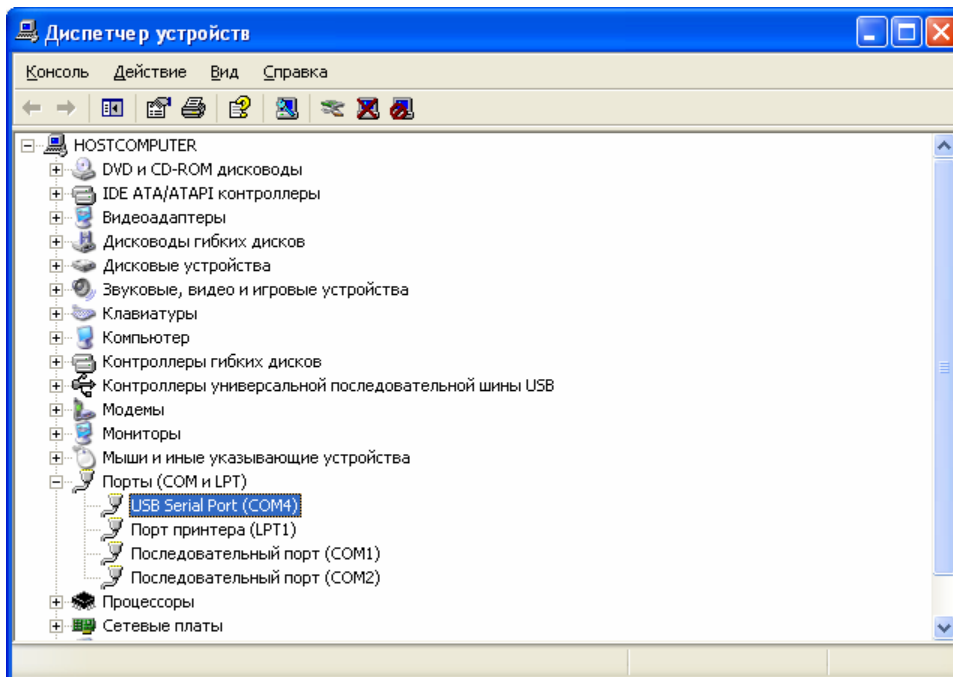 Диспетчер устройств
Консоль Действие Вид Справка
HOSTCOMPUTER
DVD и CD-ROM дисководы
IDE ATA/ATAPI контроллеры
Видеоадаптеры
Дисководы гибких дисков
Дисковые устройства
Звуковые, видео и игровые устройства
Клавиатуры
Компьютер
Контроллеры гибких дисков
Контроллеры универсальной последовательной шины USB
Модемы
Мониторы
Мыши и иные указывающие устройства
Порты (COM и LPT)
USB Serial Port (COM4)
Порт принтера (LPT1)
Последовательный порт (COM1)
Последовательный порт (COM2)
Процессоры
Сетевые платы